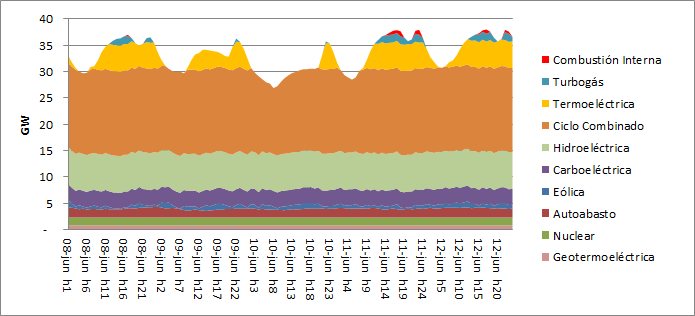 40
35
30
25
20
15
10
5
-
GW
08-jun h1
08-jun h6
08-jun h11
08-jun h16
08-jun h21
09-jun h2
09-jun h7
09-jun h12
09-jun h17
09-jun h22
10-jun h3
10-jun h8
10-jun h13
10-jun h18
10-jun h23
11-jun h4
11-jun h9
11-jun h14
11-jun h19
11-jun h24
12-jun h5
12-jun h10
12-jun h15
12-jun h20
Combustión Interna
Turbogás
Termoeléctrica
Ciclo Combinado
Hidroeléctrica
Carboeléctrica
Eólica
Autoabasto
Nuclear
Geotermoeléctrica